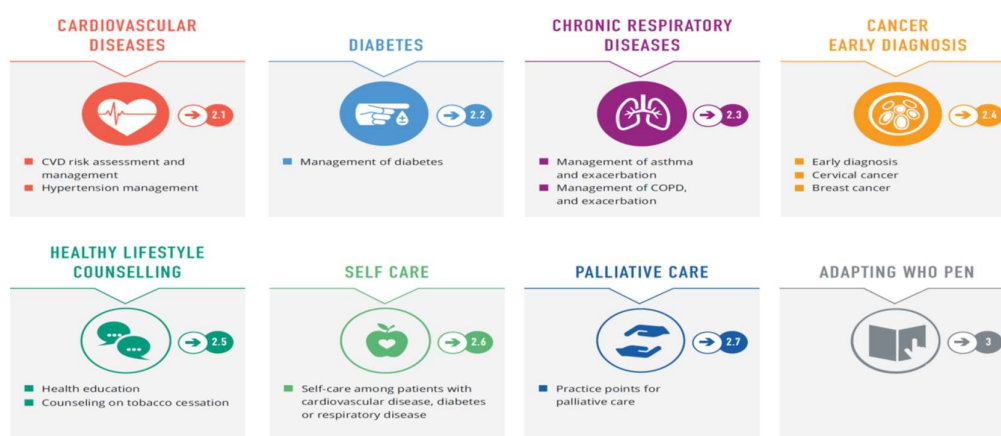 CARDIOVASCULAR
DISEASES
2.1
CVD risk assessment and
management
Hypertension management
DIABETES
2.2
Management of diabetes
CHRONIC RESPIRATORY
DISEASES
2.3
Management of asthma
and exacerbation
Management of COPD,
and exacerbation
CANCER
EARLY DIAGNOSIS
2.4
Early diagnosis
Cervical cancer
Breast cancer
HEALTHY LIFESTYLE
COUNSELLING
2.5
Health education
Counseling on tobacco cessation
SELF CARE
2.6
Self-care among patients with
cardiovascular disease, diabetes
or respiratory disease
PALLIATIVE CARE
2.7
Practice points for
palliative care
ADAPTING WHO PEN
3